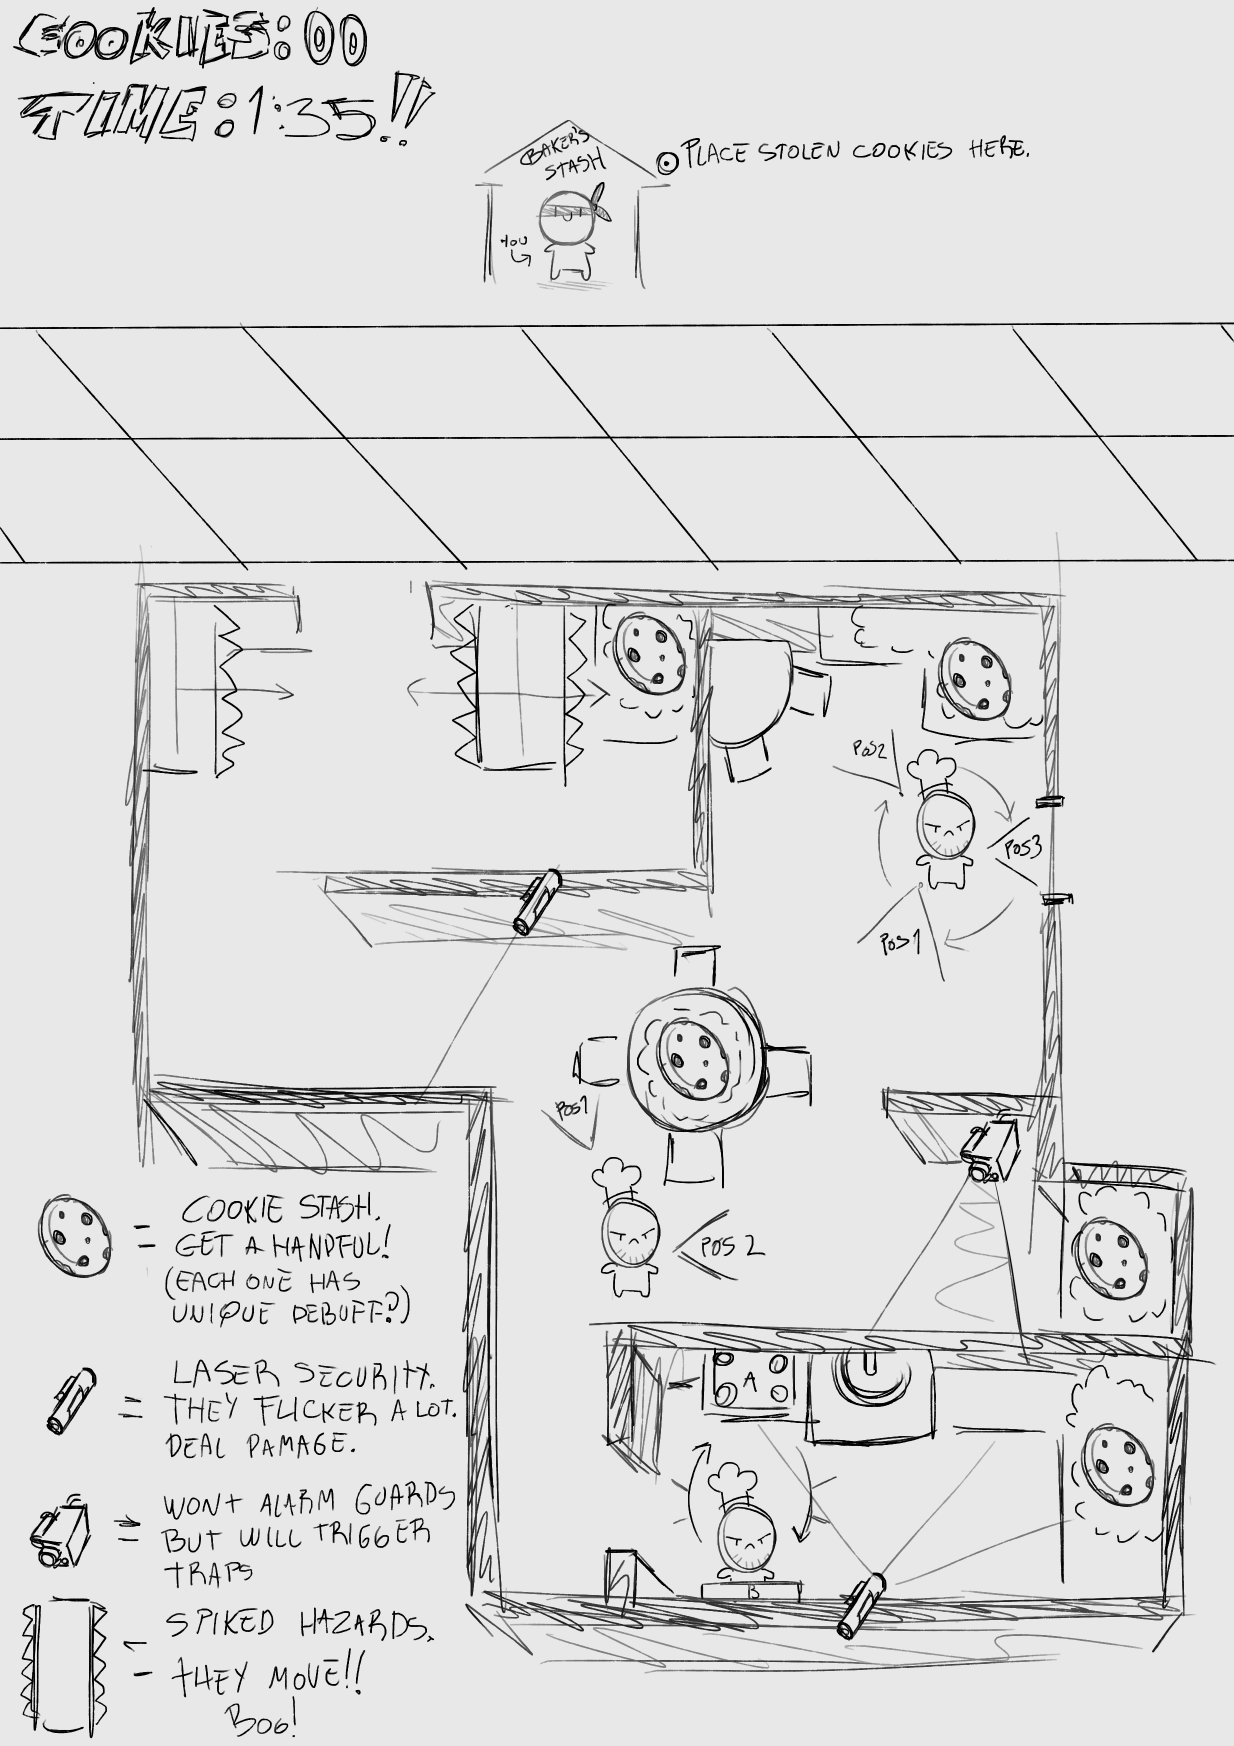 COOKIES:00
TIME:1:35!!
BAKER'S
STASH
PLACE STOLEN COOKIES HERE.
YOU
POS2
POS3
POS1
POS1
POS 2
A
B
COOKIE STASH.
GET A HANDFUL!
(EACH ONE HAS
UNIQUE DEBUFF?)
LASER SECURITY.
THEY FLICKER A LOT.
DEAL DAMAGE.
WONT ALARM GUARDS
BUT WILL TRIGGER
TRAPS
SPIKED HAZARDS.
THEY MOVE!!
BOO!